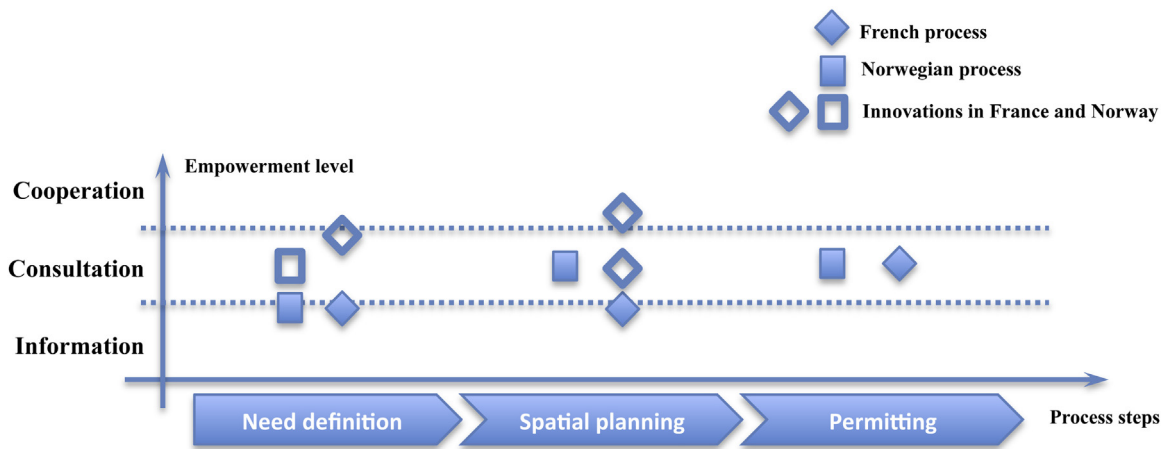 French process
Norwegian process
Innovations in France and Norway
Empowerment level
Cooperation
Consultation
Information
Need definition
Spatial planning
Permitting
Process steps